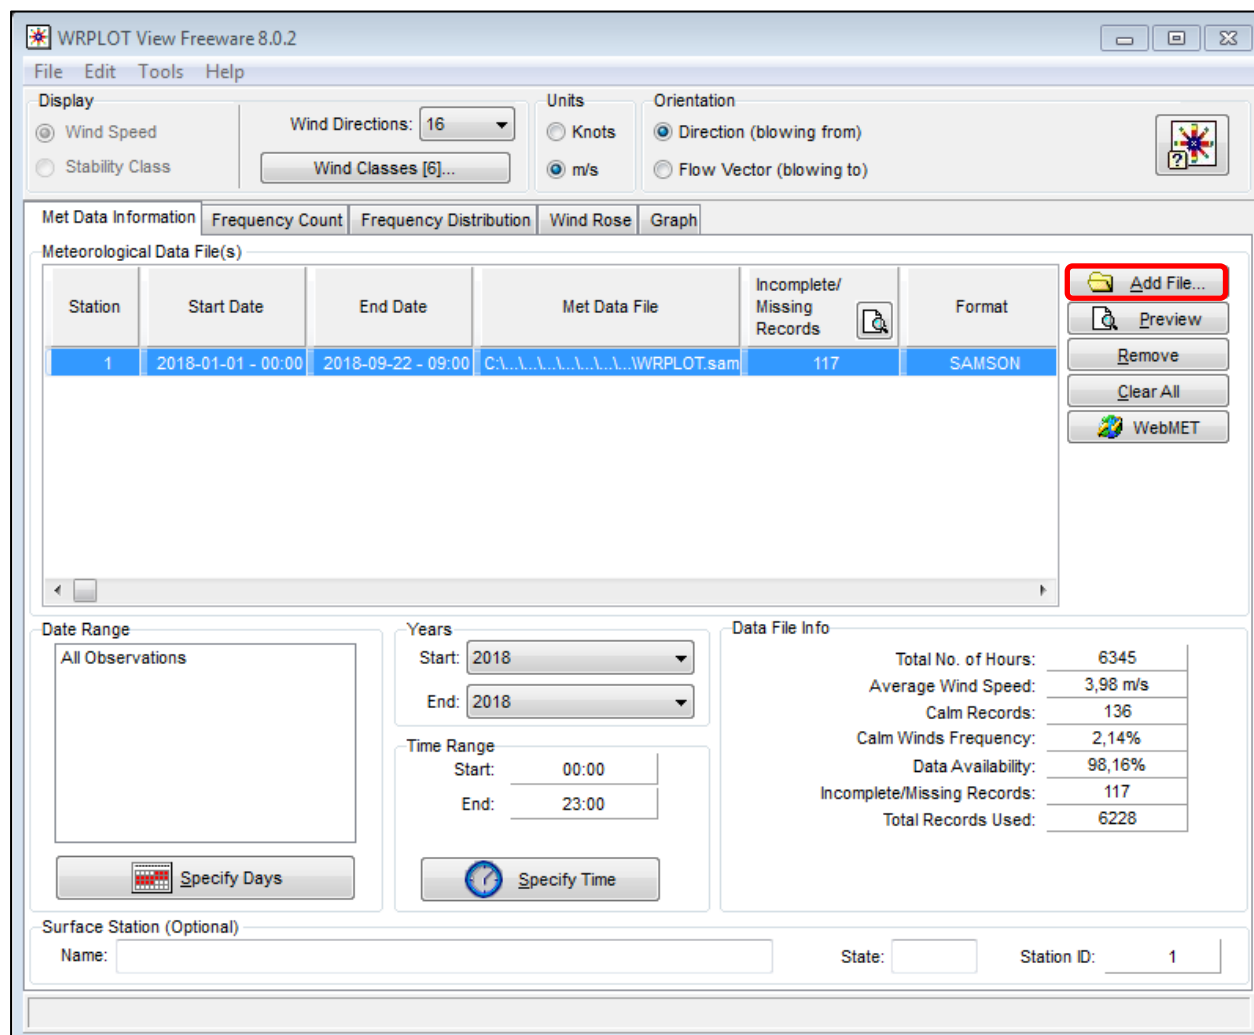 WRPLOT View Freeware 8.0.2
File Edit Tools Help
Display
Wind Speed
Stability Class
Wind Directions: 16
Wind Classes [6]...
Units
Knots
m/s
Orientation
Direction (blowing from)
Flow Vector (blowing to)
?
Met Data Information Frequency Count Frequency Distribution Wind Rose Graph
Meteorological Data File(s)
Station Start Date End Date Met Data File Incomplete/ Missing Records Format
1 2018-01-01 - 00:00 2018-09-22 - 09:00 C:\...\...\...\...\...\...\...\WRPLOT.sam 117 SAMSON
Add File...
Preview
Remove
Clear All
WebMET
Date Range
All Observations
Specify Days
Years
Start: 2018
End: 2018
Time Range
Start: 00:00
End: 23:00
Specify Time
Data File Info
Total No. of Hours: 6345
Average Wind Speed: 3,98 m/s
Calm Records: 136
Calm Winds Frequency: 2,14%
Data Availability: 98,16%
Incomplete/Missing Records: 117
Total Records Used: 6228
Surface Station (Optional)
Name: State: Station ID: 1